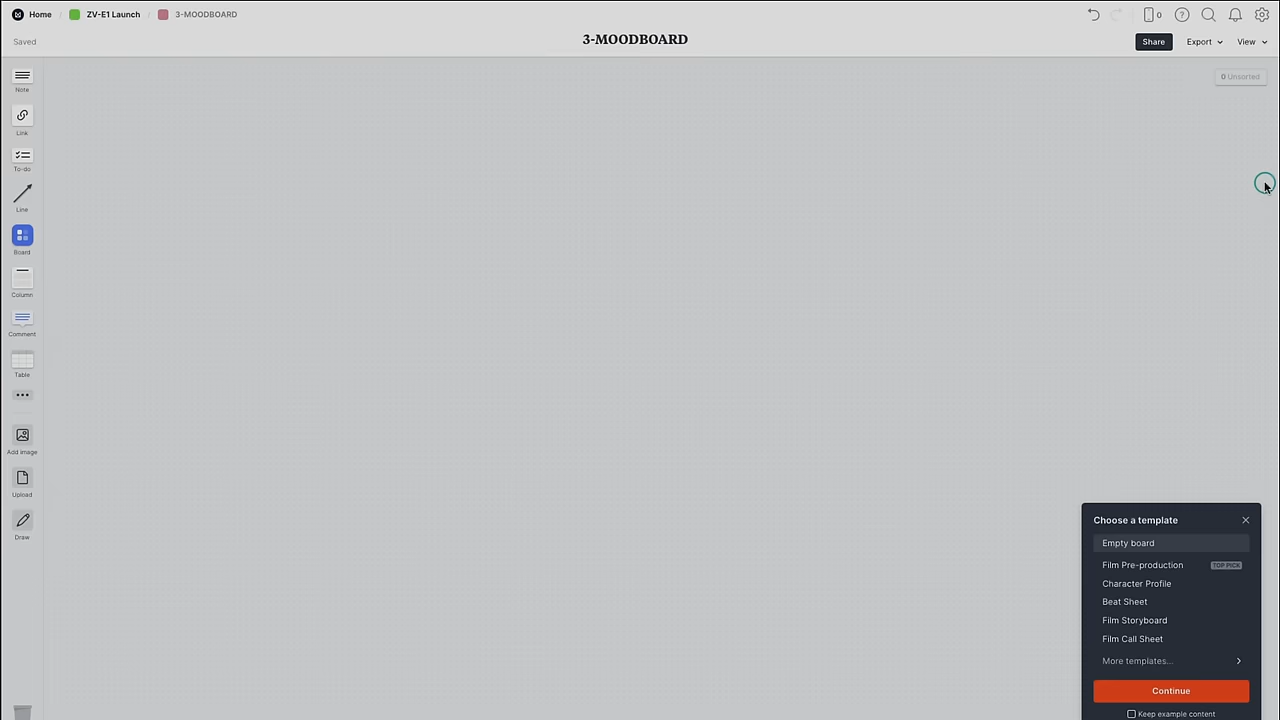 Home / ZV-E1 Launch / 3-MOODBOARD
0
Saved
3-MOODBOARD
Share
Export
View
0 Unsorted
Note
Link
To-do
Line
Board
Column
Comment
Table
Add image
Upload
Draw
Choose a template
Empty board
Film Pre-production TOP PICK
Character Profile
Beat Sheet
Film Storyboard
Film Call Sheet
More templates...
Continue
Keep example content